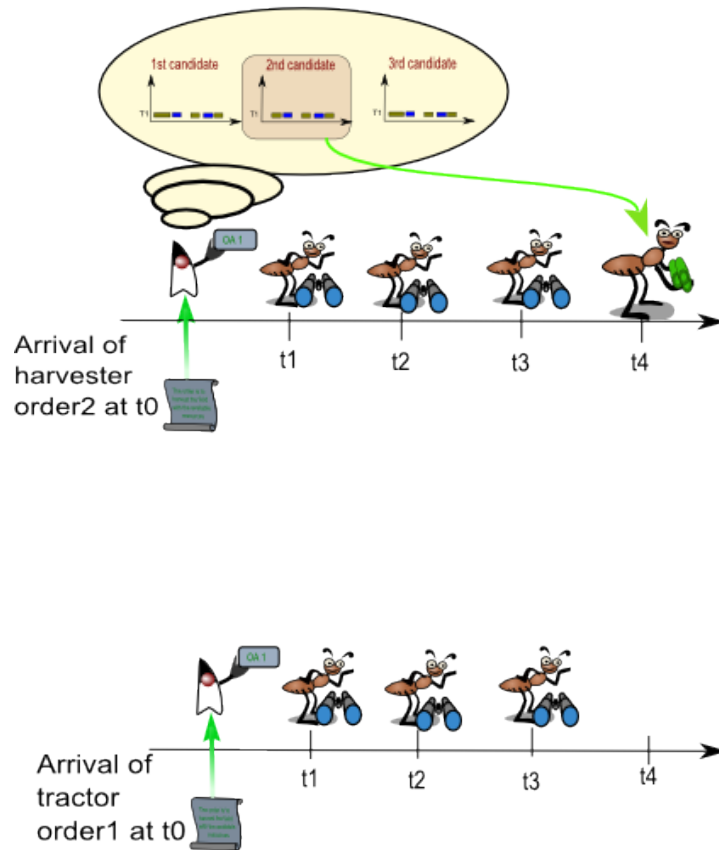 1st candidate
2nd candidate
3rd candidate
T1
T1
T1
OA 1
t1
t2
t3
t4
Arrival of
harvester
order2 at t0
OA 1
t1
t2
t3
t4
Arrival of
tractor
order1 at t0